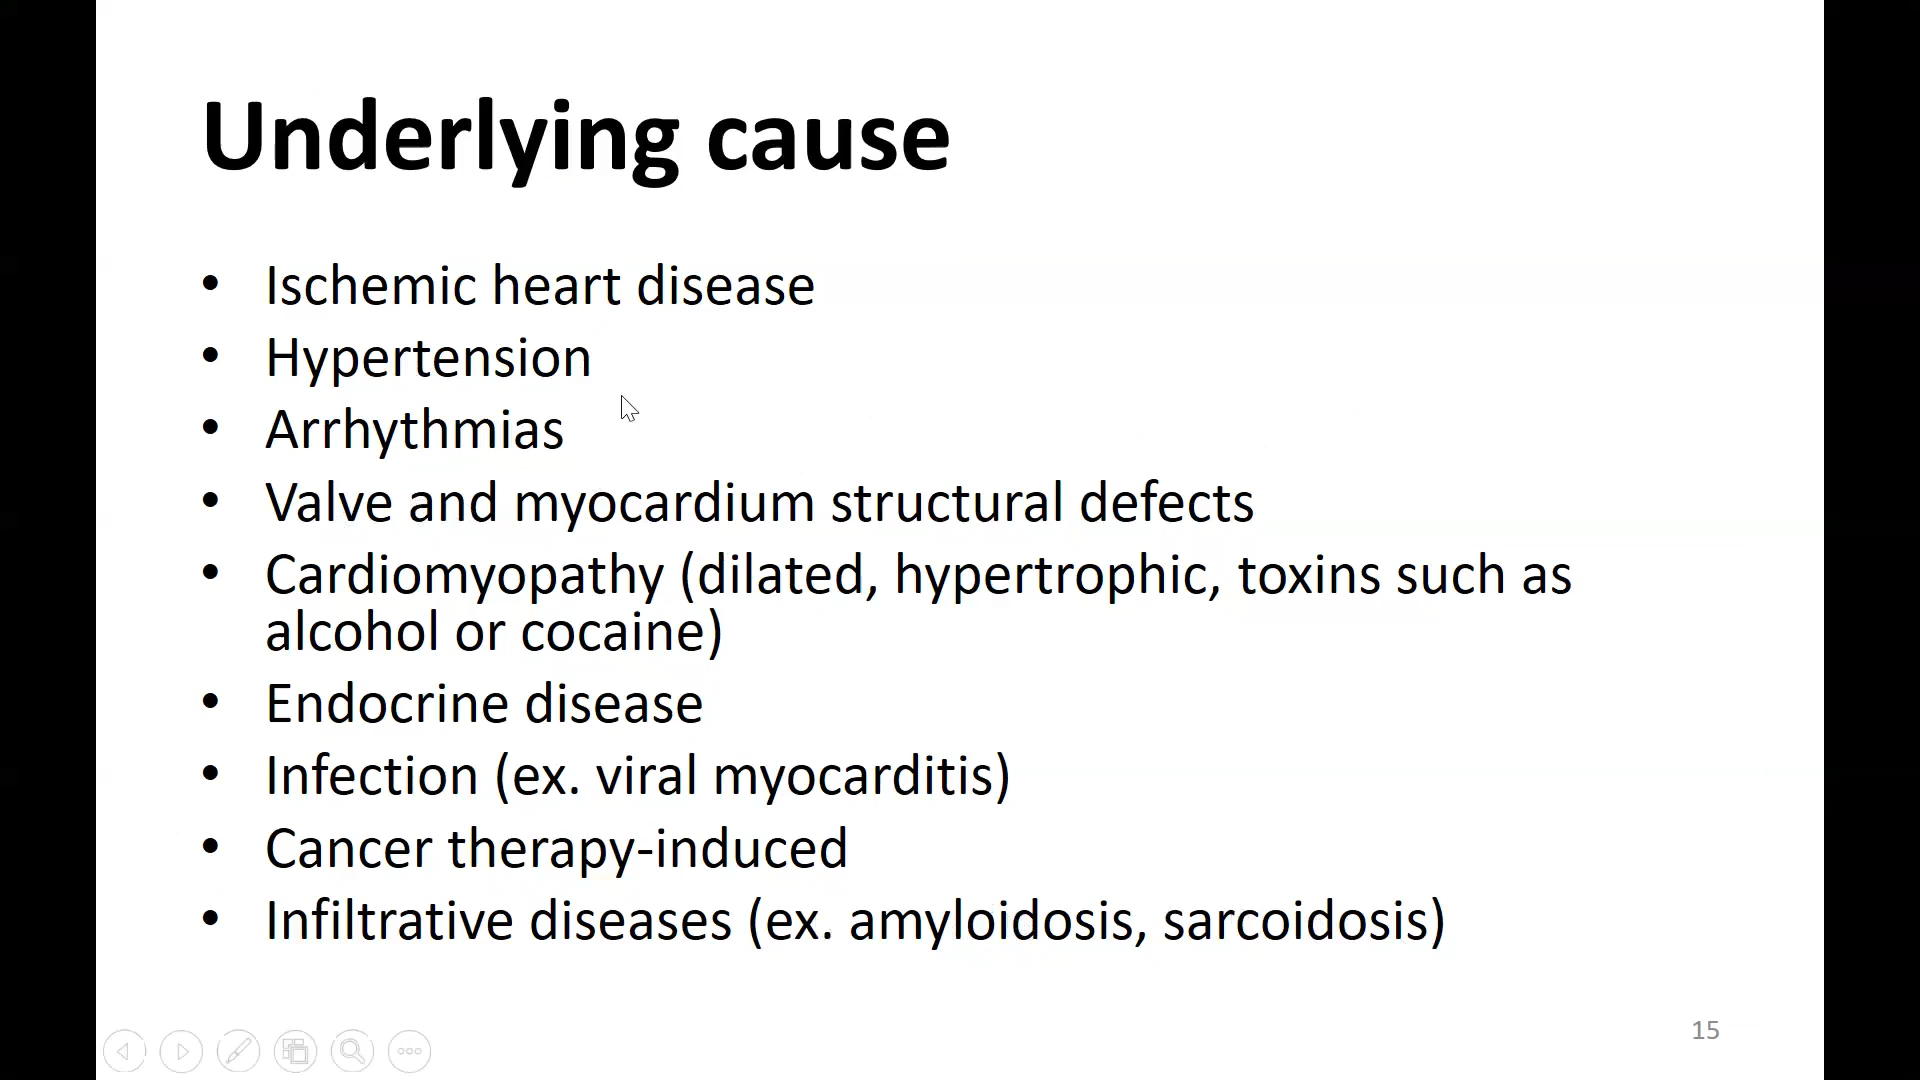 Underlying cause
• Ischemic heart disease
• Hypertension
• Arrhythmias
• Valve and myocardium structural defects
• Cardiomyopathy (dilated, hypertrophic, toxins such as
alcohol or cocaine)
• Endocrine disease
• Infection (ex. viral myocarditis)
• Cancer therapy-induced
• Infiltrative diseases (ex. amyloidosis, sarcoidosis)
15